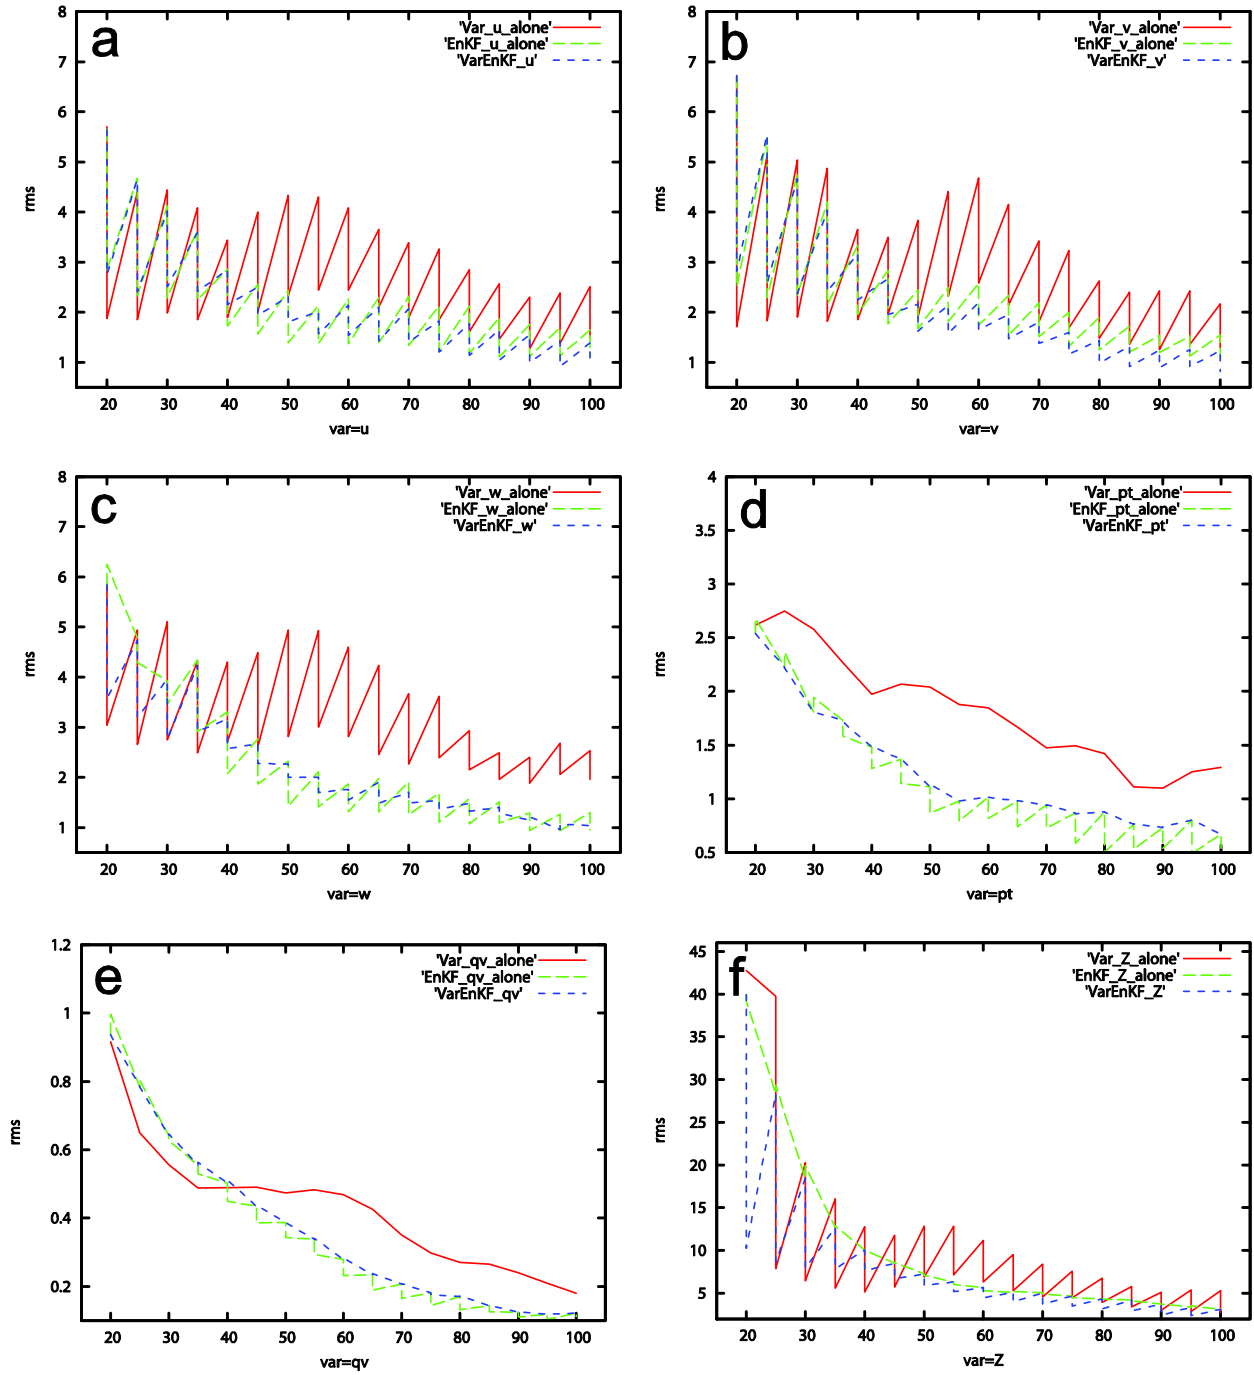 a
'Var_u_alone'
'EnKF_u_alone'
'VarEnKF_u'
8
7
6
5
4
3
2
1
rms
20 30 40 50 60 70 80 90 100
var=u
b
'Var_v_alone'
'EnKF_v_alone'
'VarEnKF_v'
8
7
6
5
4
3
2
1
rms
20 30 40 50 60 70 80 90 100
var=v
c
'Var_w_alone'
'EnKF_w_alone'
'VarEnKF_w'
8
7
6
5
4
3
2
1
rms
20 30 40 50 60 70 80 90 100
var=w
d
'Var_pt_alone'
'EnKF_pt_alone'
'VarEnKF_pt'
4
3.5
3
2.5
2
1.5
1
0.5
rms
20 30 40 50 60 70 80 90 100
var=pt
e
'Var_qv_alone'
'EnKF_qv_alone'
'VarEnKF_qv'
1.2
1
0.8
0.6
0.4
0.2
rms
20 30 40 50 60 70 80 90 100
var=qv
f
'Var_Z_alone'
'EnKF_Z_alone'
'VarEnKF_Z'
45
40
35
30
25
20
15
10
5
rms
20 30 40 50 60 70 80 90 100
var=Z